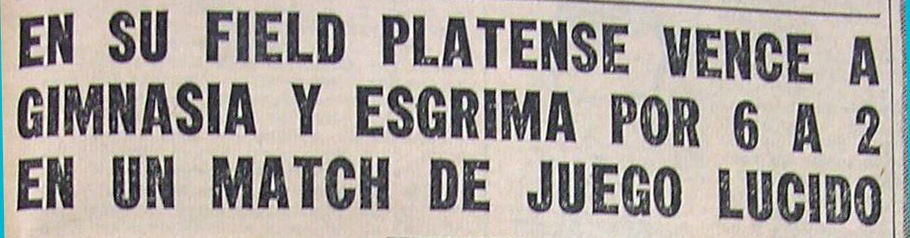 EN SU FIELD PLATENSE VENCE A
GIMNASIA Y ESGRIMA POR 6 A 2
EN UN MATCH DE JUEGO LUCIDO